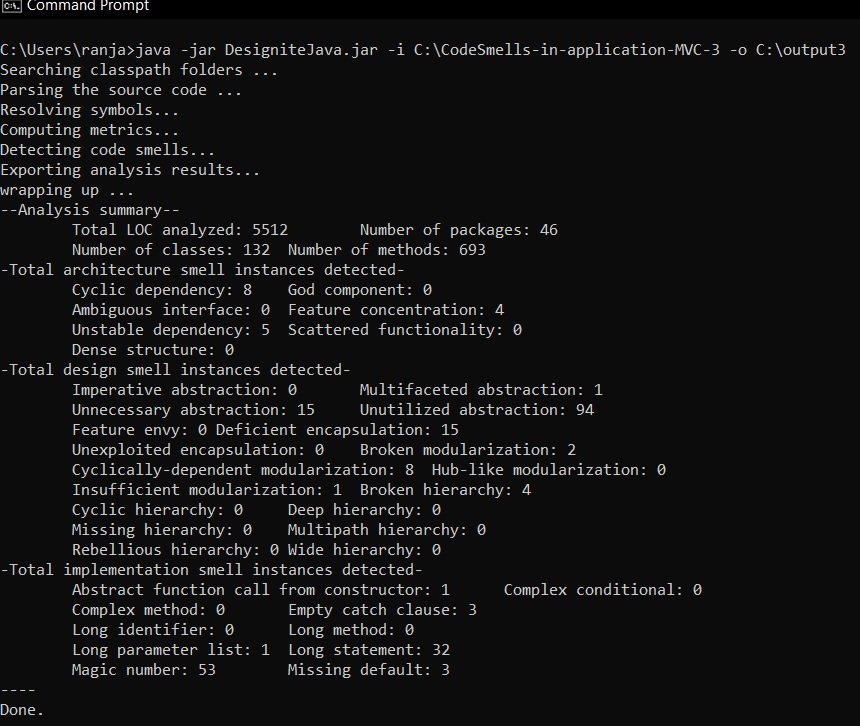 Command Prompt
C:\Users\ranja>java -jar DesigniteJava.jar -i C:\CodeSmells-in-application-MVC-3 -o C:\output3
Searching classpath folders ...
Parsing the source code ...
Resolving symbols...
Computing metrics...
Detecting code smells...
Exporting analysis results...
wrapping up ...
--Analysis summary--
Total LOC analyzed: 5512 Number of packages: 46
Number of classes: 132 Number of methods: 693
-Total architecture smell instances detected-
Cyclic dependency: 8 God component: 0
Ambiguous interface: 0 Feature concentration: 4
Unstable dependency: 5 Scattered functionality: 0
Dense structure: 0
-Total design smell instances detected-
Imperative abstraction: 0 Multifaceted abstraction: 1
Unnecessary abstraction: 15 Unutilized abstraction: 94
Feature envy: 0 Deficient encapsulation: 15
Unexploited encapsulation: 0 Broken modularization: 2
Cyclically-dependent modularization: 8 Hub-like modularization: 0
Insufficient modularization: 1 Broken hierarchy: 4
Cyclic hierarchy: 0 Deep hierarchy: 0
Missing hierarchy: 0 Multipath hierarchy: 0
Rebellious hierarchy: 0 Wide hierarchy: 0
-Total implementation smell instances detected-
Abstract function call from constructor: 1 Complex conditional: 0
Complex method: 0 Empty catch clause: 3
Long identifier: 0 Long method: 0
Long parameter list: 1 Long statement: 32
Magic number: 53 Missing default: 3
----
Done.